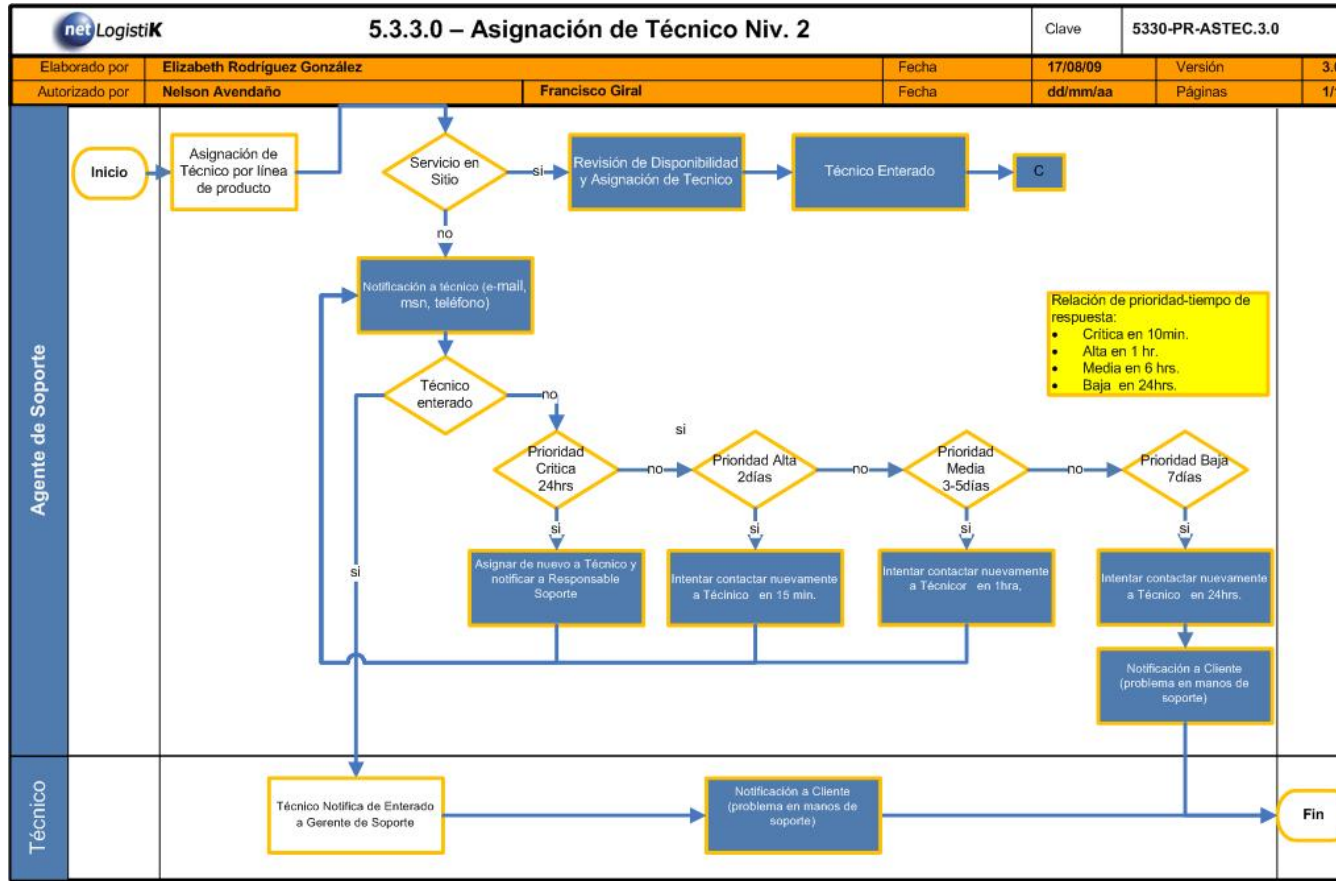 net LogistiK
5.3.3.0 – Asignación de Técnico Niv. 2
Clave
5330-PR-ASTEC.3.0
Elaborado por
Elizabeth Rodríguez González
Fecha
17/08/09
Versión
3.
Autorizado por
Nelson Avendaño
Francisco Giral
Fecha
dd/mm/aa
Páginas
1/
Agente de Soporte
Inicio
Asignación de
Técnico por línea
de producto
Servicio en
Sitio
si
Revisión de Disponibilidad
y Asignación de Tecnico
Técnico Enterado
C
no
Notificación a técnico (e-mail,
msn, teléfono)
Relación de prioridad-tiempo de
respuesta:
• Crítica en 10min.
• Alta en 1 hr.
• Media en 6 hrs.
• Baja en 24hrs.
Técnico
enterado
no
si
si
Prioridad
Critica
24hrs
no
Prioridad Alta
2días
no
Prioridad
Media
3-5días
no
Prioridad Baja
7días
si
si
si
si
Asignar de nuevo a Técnico y
notificar a Responsable
Soporte
Intentar contactar nuevamente
a Técinico en 15 min.
Intentar contactar nuevamente
a Técnicor en 1hra,
Intentar contactar nuevamente
a Técnico en 24hrs.
Notificación a Cliente
(problema en manos de
soporte)
Técnico
Técnico Notifica de Enterado
a Gerente de Soporte
Notificación a Cliente
(problema en manos de
soporte)
Fin